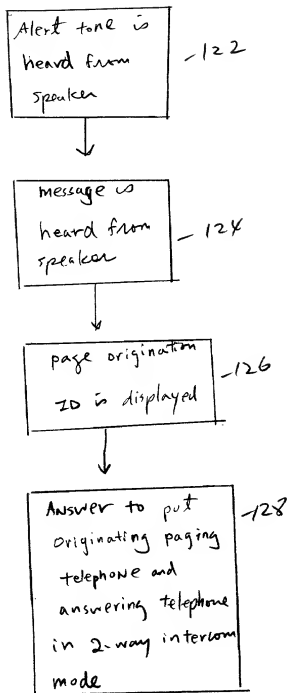 Alert tone is
heard from
speaker
-122
message is
heard from
speaker
-124
page origination
ID is displayed
-126
Answer to put
originating paging
telephone and
answering telephone
in 2-way intercom
mode
-128